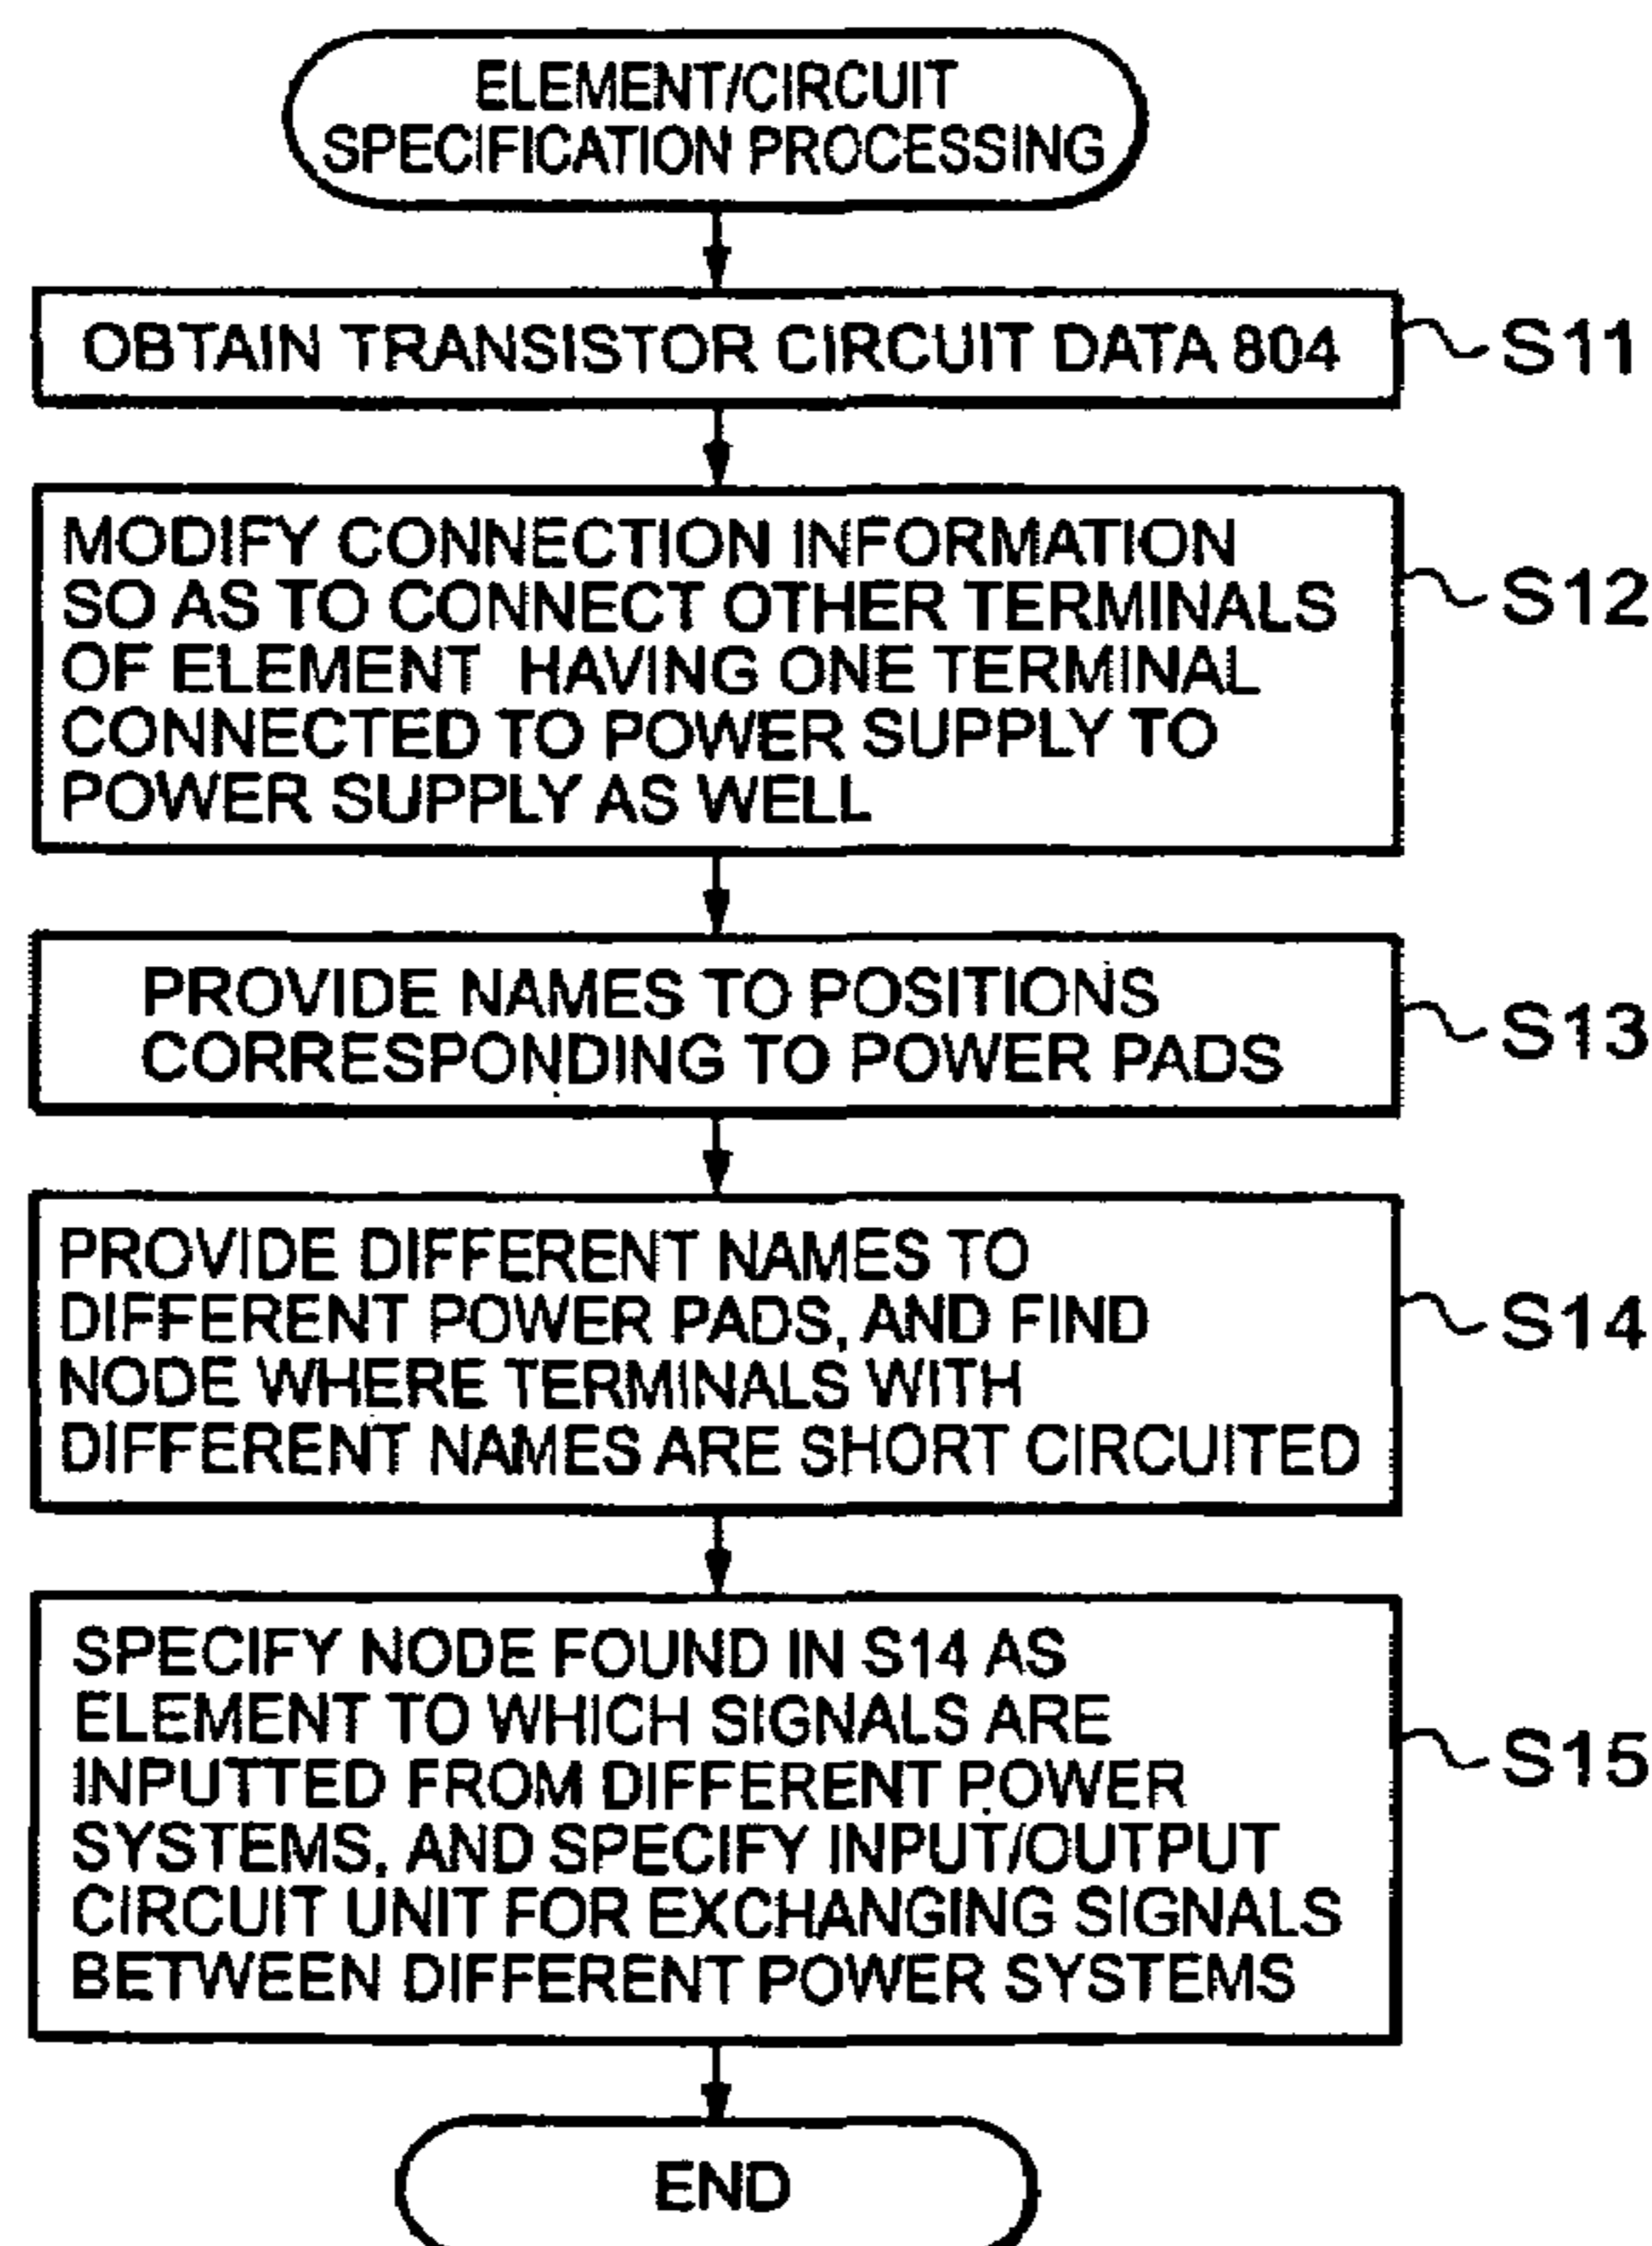 ELEMENT/CIRCUIT
SPECIFICATION PROCESSING
OBTAIN TRANSISTOR CIRCUIT DATA 804
S11
MODIFY CONNECTION INFORMATION
SO AS TO CONNECT OTHER TERMINALS
OF ELEMENT HAVING ONE TERMINAL
CONNECTED TO POWER SUPPLY TO
POWER SUPPLY AS WELL
S12
PROVIDE NAMES TO POSITIONS
CORRESPONDING TO POWER PADS
S13
PROVIDE DIFFERENT NAMES TO
DIFFERENT POWER PADS, AND FIND
NODE WHERE TERMINALS WITH
DIFFERENT NAMES ARE SHORT CIRCUITED
S14
SPECIFY NODE FOUND IN S14 AS
ELEMENT TO WHICH SIGNALS ARE
INPUTTED FROM DIFFERENT POWER
SYSTEMS, AND SPECIFY INPUT/OUTPUT
CIRCUIT UNIT FOR EXCHANGING SIGNALS
BETWEEN DIFFERENT POWER SYSTEMS
S15
END